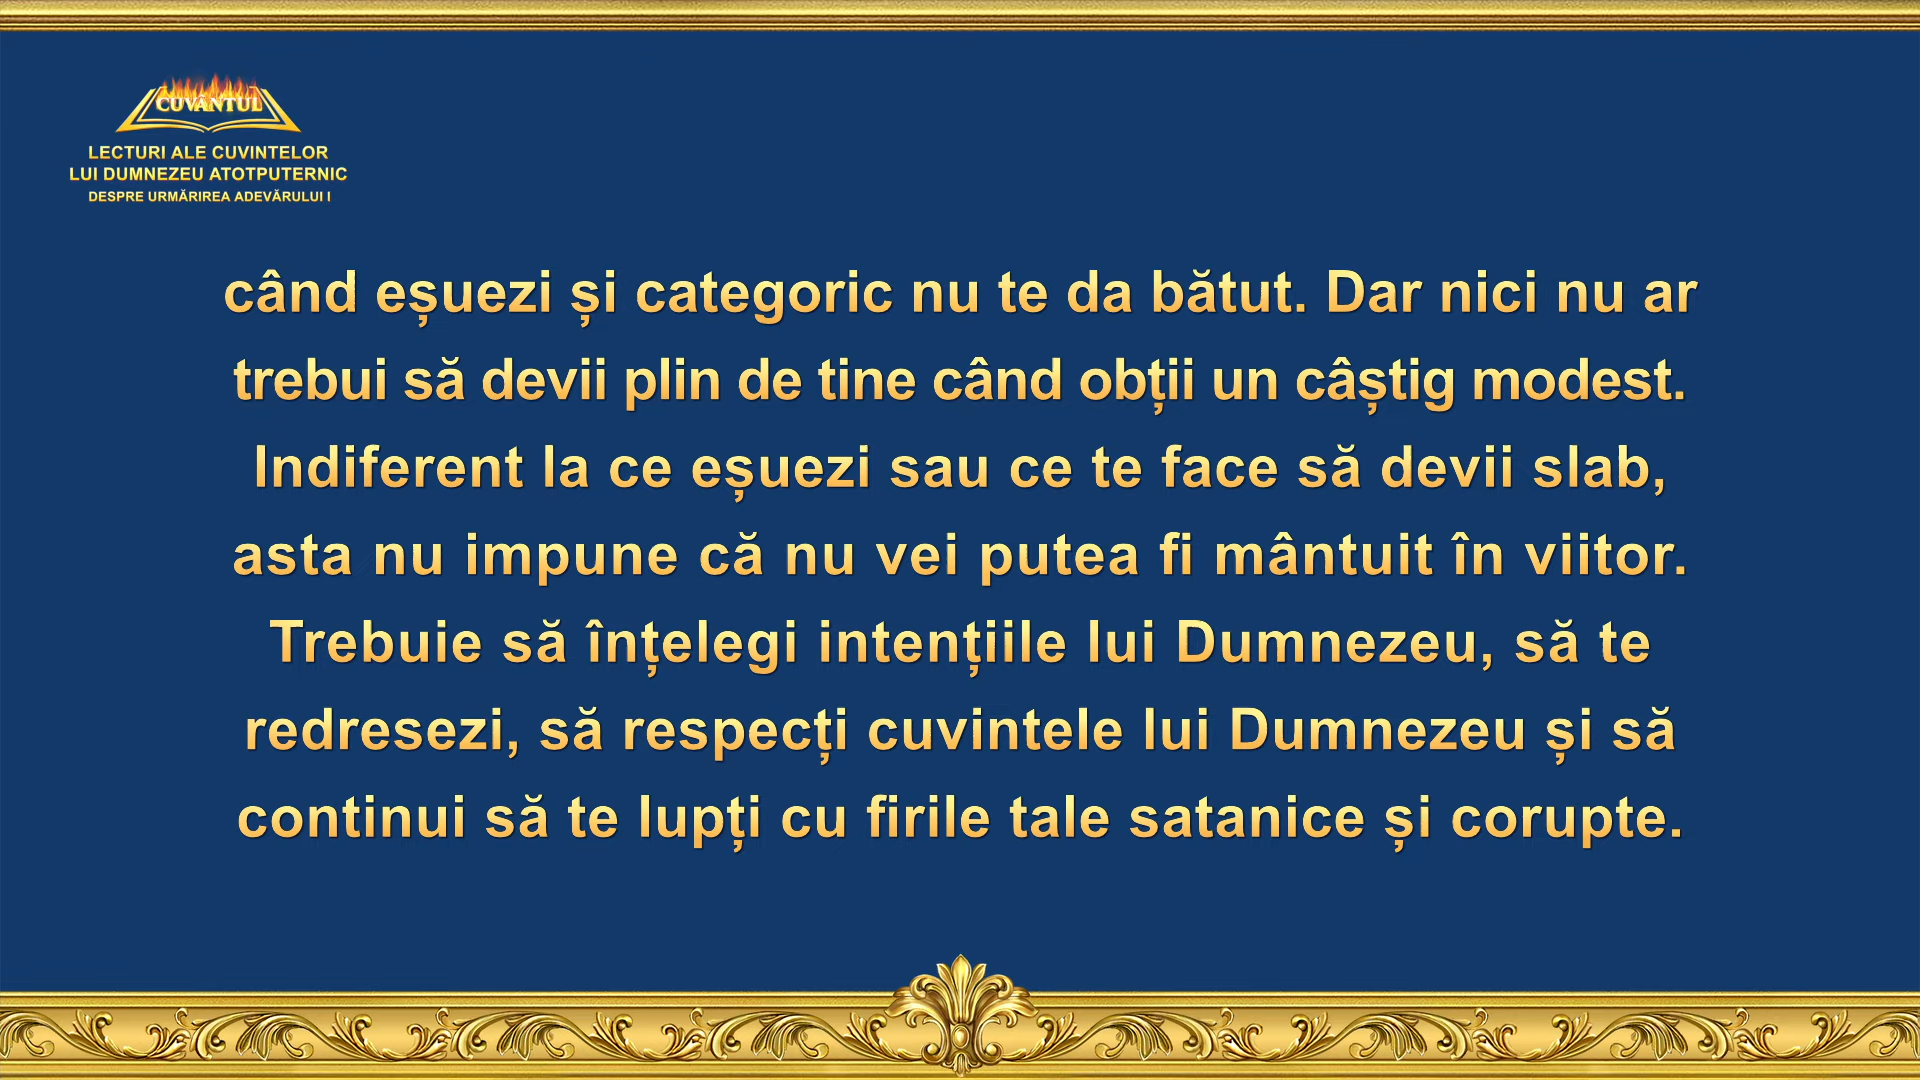 CUVÂNTUL
LECTURI ALE CUVINTELOR
LUI DUMNEZEU ATOTPUTERNIC
DESPRE URMĂRIREA ADEVĂRULUI I
când eșuezi și categoric nu te da bătut. Dar nici nu ar
trebui să devii plin de tine când obții un câștig modest.
Indiferent la ce eșuezi sau ce te face să devii slab,
asta nu impune că nu vei putea fi mântuit în viitor.
Trebuie să înțelegi intențiile lui Dumnezeu, să te
redresezi, să respecți cuvintele lui Dumnezeu și să
continui să te lupți cu firile tale satanice și corupte.